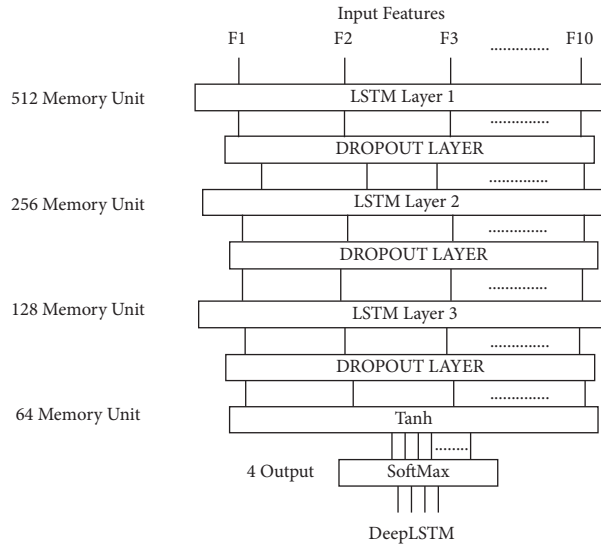 Input Features
F1 F2 F3 .............. F10
512 Memory Unit LSTM Layer 1
..............
DROPOUT LAYER
..............
256 Memory Unit LSTM Layer 2
..............
DROPOUT LAYER
..............
128 Memory Unit LSTM Layer 3
..............
DROPOUT LAYER
..............
64 Memory Unit Tanh
........
4 Output SoftMax
DeepLSTM